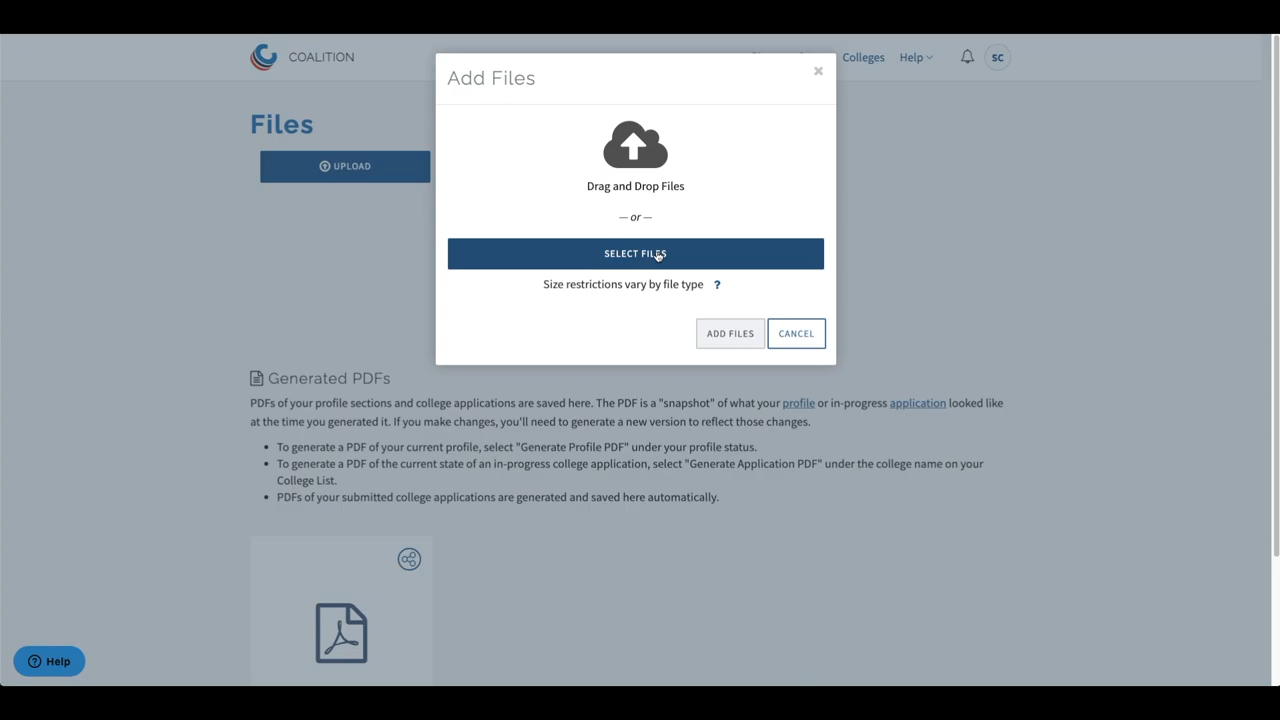 COALITION
Colleges
Help
SC
Add Files
×
Files
UPLOAD
Drag and Drop Files
— or —
SELECT FILES
Size restrictions vary by file type ?
ADD FILES
CANCEL
Generated PDFs
PDFs of your profile sections and college applications are saved here. The PDF is a "snapshot" of what your profile or in-progress application looked like
at the time you generated it. If you make changes, you'll need to generate a new version to reflect those changes.
• To generate a PDF of your current profile, select "Generate Profile PDF" under your profile status.
• To generate a PDF of the current state of an in-progress college application, select "Generate Application PDF" under the college name on your
College List.
• PDFs of your submitted college applications are generated and saved here automatically.
? Help